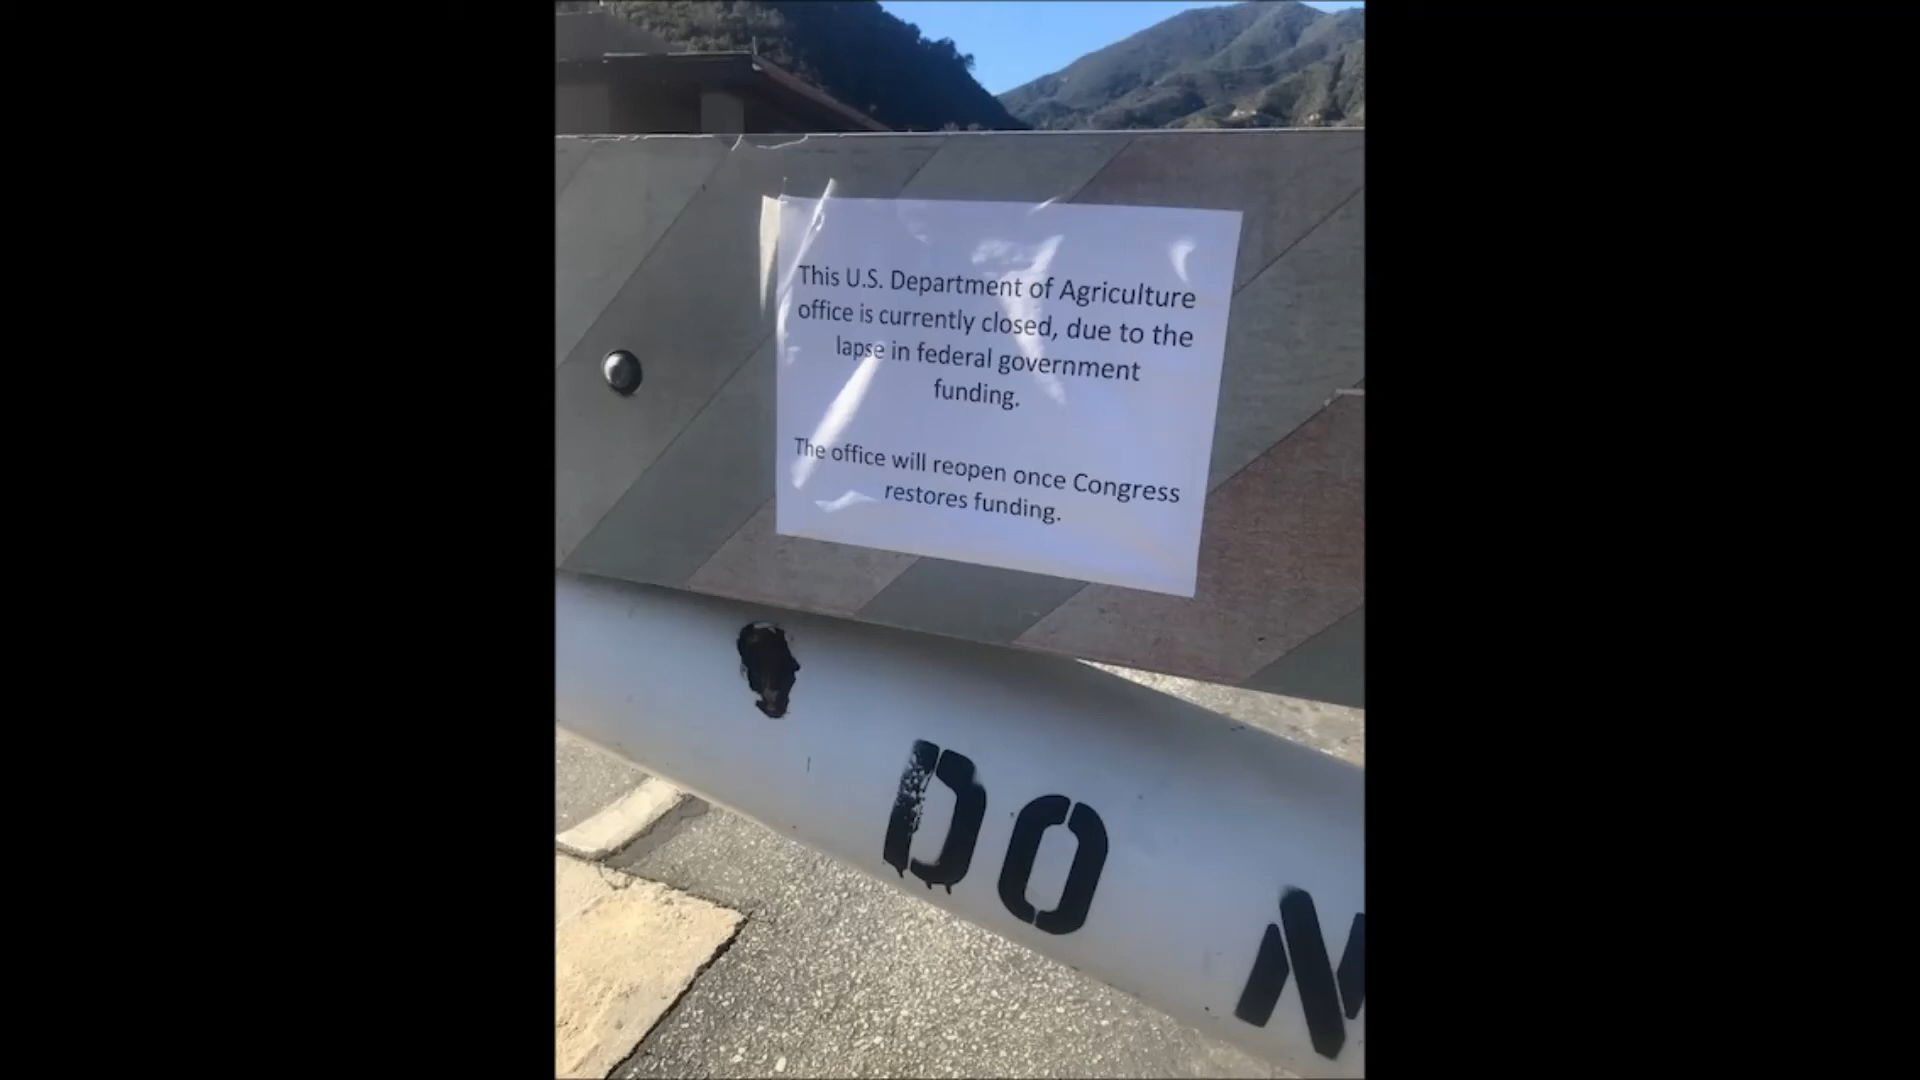 This U.S. Department of Agriculture
office is currently closed, due to the
lapse in federal government
funding.
The office will reopen once Congress
restores funding.
DO N